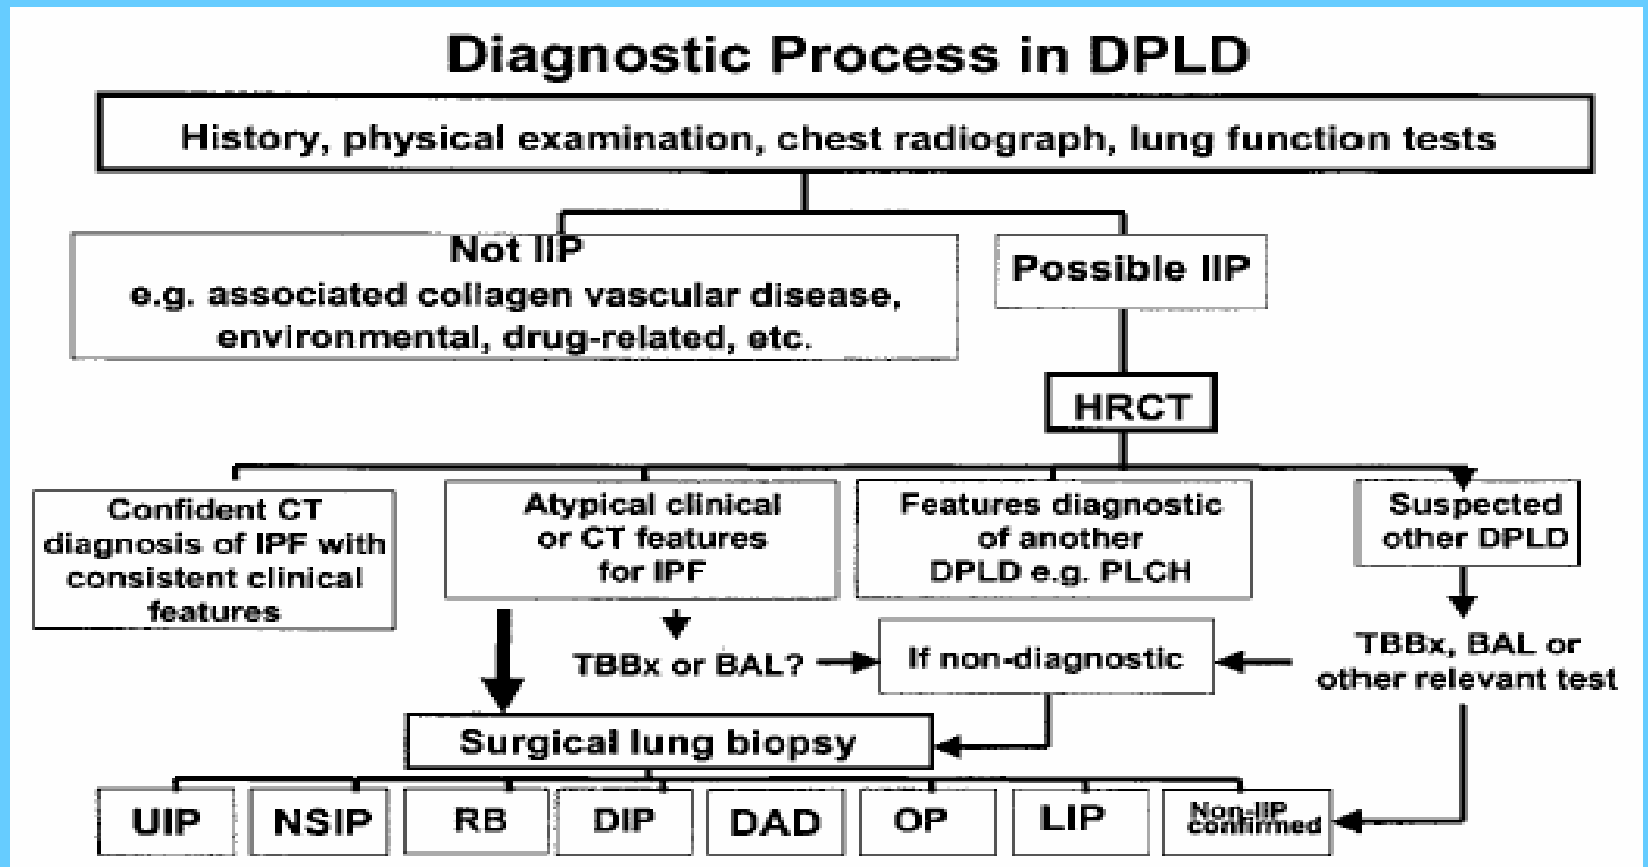 Diagnostic Process in DPLD
History, physical examination, chest radiograph, lung function tests
Not IIP
e.g. associated collagen vascular disease,
environmental, drug-related, etc.
Possible IIP
HRCT
Confident CT
diagnosis of IPF with
consistent clinical
features
Atypical clinical
or CT features
for IPF
Features diagnostic
of another
DPLD e.g. PLCH
Suspected
other DPLD
TBBx or BAL?
If non-diagnostic
TBBx, BAL or
other relevant test
Surgical lung biopsy
UIP
NSIP
RB
DIP
DAD
OP
LIP
Non-IIP
confirmed